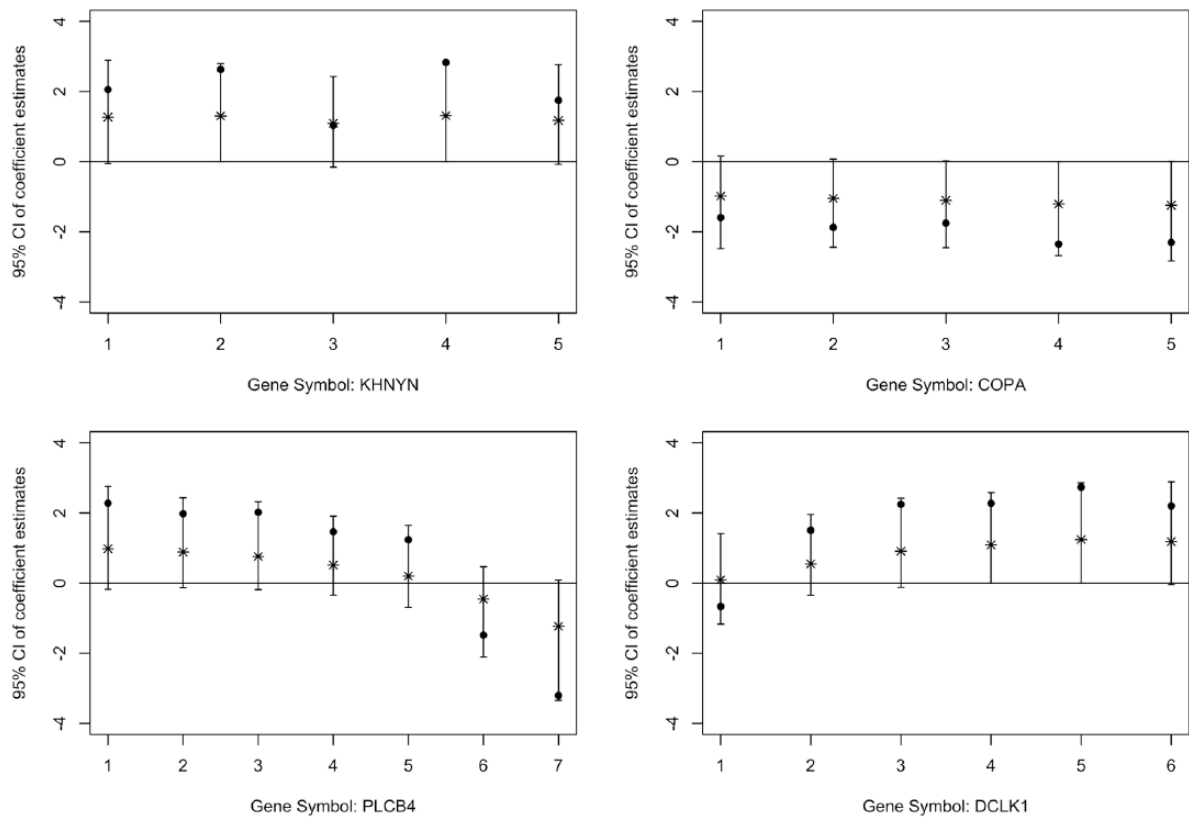 95% CI of coefficient estimates
4
2
0
-2
-4
1 2 3 4 5
Gene Symbol: KHNYN
95% CI of coefficient estimates
4
2
0
-2
-4
1 2 3 4 5
Gene Symbol: COPA
95% CI of coefficient estimates
4
2
0
-2
-4
1 2 3 4 5 6 7
Gene Symbol: PLCB4
95% CI of coefficient estimates
4
2
0
-2
-4
1 2 3 4 5 6
Gene Symbol: DCLK1